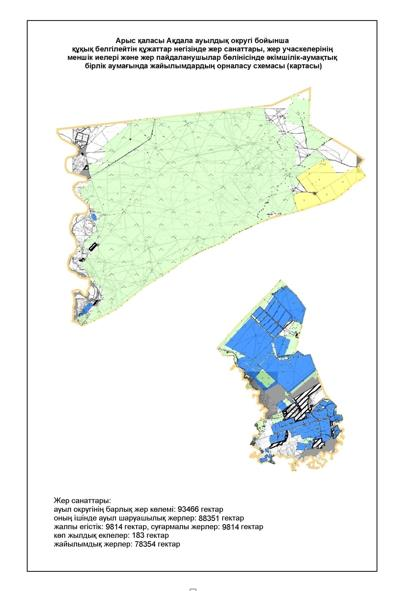 Арыс қаласы Ақдала ауылдық округі бойынша
құқық белгілейтін құжаттар негізінде жер санаттары, жер учаскелерінің
меншік иелері және жер пайдаланушылар бөлінісінде әкімшілік-аумақтық
бірлік аумағында жайылымдардың орналасу схемасы (картасы)
Жер санаттары:
ауыл округінің барлық жер көлемі: 93466 гектар
оның ішінде ауыл шаруашылық жерлер: 88351 гектар
жалпы егістік: 9814 гектар, суғармалы жерлер: 9814 гектар
көп жылдық екпелер: 183 гектар
жайылымдық жерлер: 78354 гектар